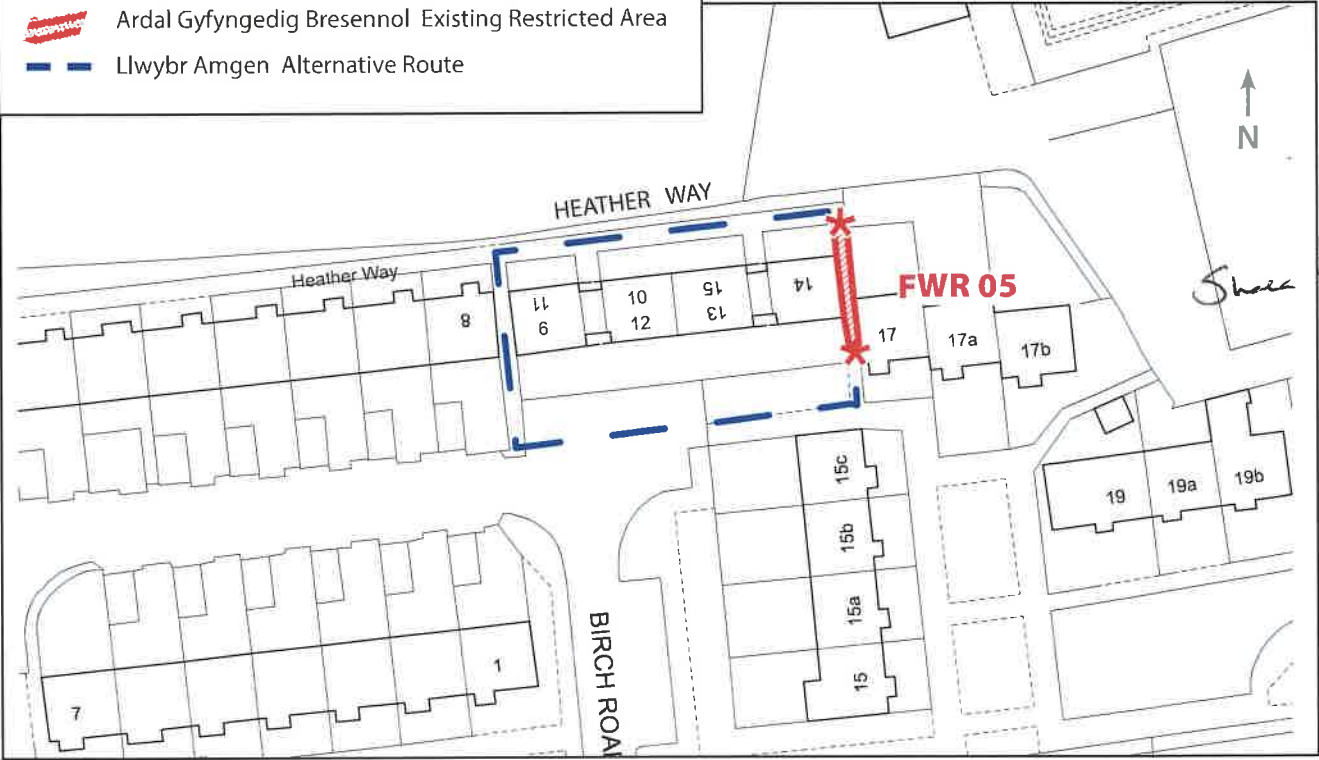 Ardal Gyfyngedig Bresennol Existing Restricted Area
Llwybr Amgen Alternative Route
N
HEATHER WAY
Heather Way
FWR 05
8
11
9
10
12
15
13
14
17
17a
17b
15c
15b
15a
15
19
19a
19b
BIRCH ROA
1
7